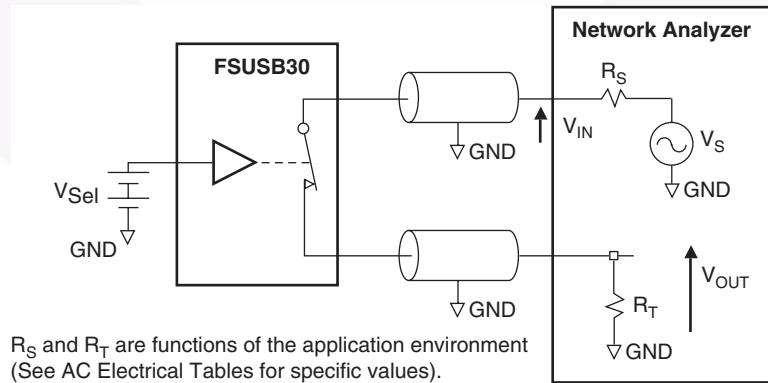 Network Analyzer
FSUSB30
R_S
V_IN
V_S
GND
GND
V_Sel
GND
V_OUT
R_T
GND
GND
R_S and R_T are functions of the application environment
(See AC Electrical Tables for specific values).